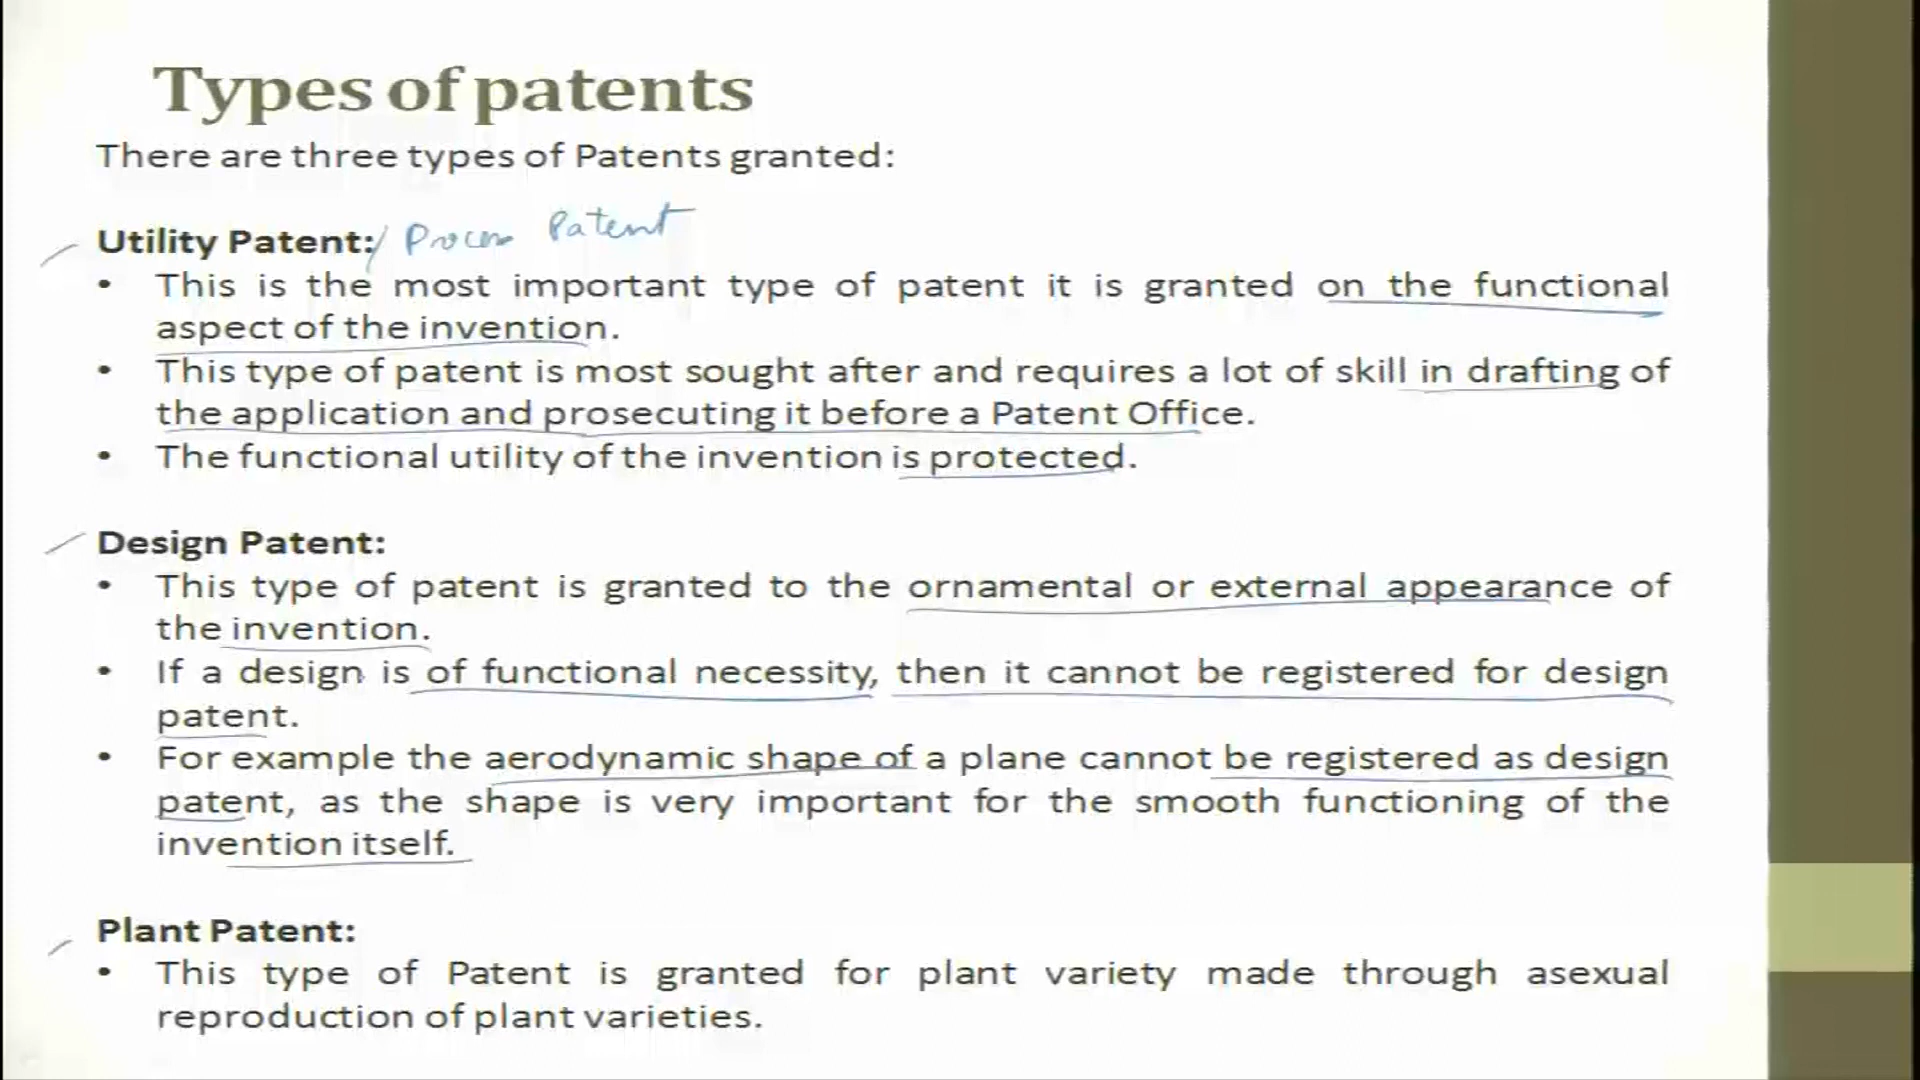 Types of patents
There are three types of Patents granted:
Utility Patent:/ Process Patent
• This is the most important type of patent it is granted on the functional
aspect of the invention.
• This type of patent is most sought after and requires a lot of skill in drafting of
the application and prosecuting it before a Patent Office.
• The functional utility of the invention is protected.
Design Patent:
• This type of patent is granted to the ornamental or external appearance of
the invention.
• If a design is of functional necessity, then it cannot be registered for design
patent.
• For example the aerodynamic shape of a plane cannot be registered as design
patent, as the shape is very important for the smooth functioning of the
invention itself.
Plant Patent:
• This type of Patent is granted for plant variety made through asexual
reproduction of plant varieties.